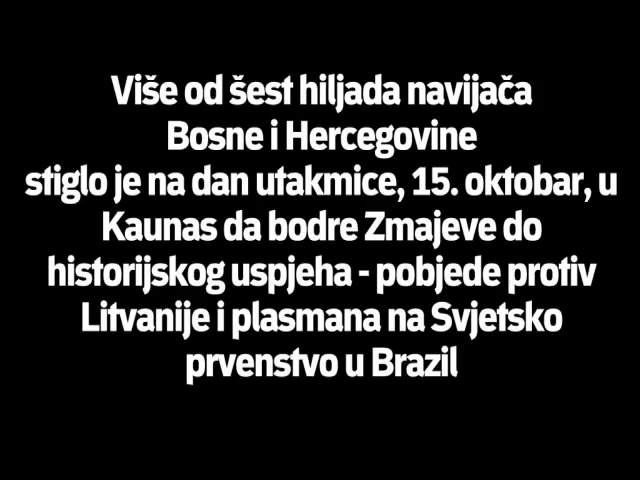 Više od šest hiljada navijača
Bosne i Hercegovine
stiglo je na dan utakmice, 15. oktobar, u
Kaunas da bodre Zmajeve do
historijskog uspjeha - pobjede protiv
Litvanije i plasmana na Svjetsko
prvenstvo u Brazil